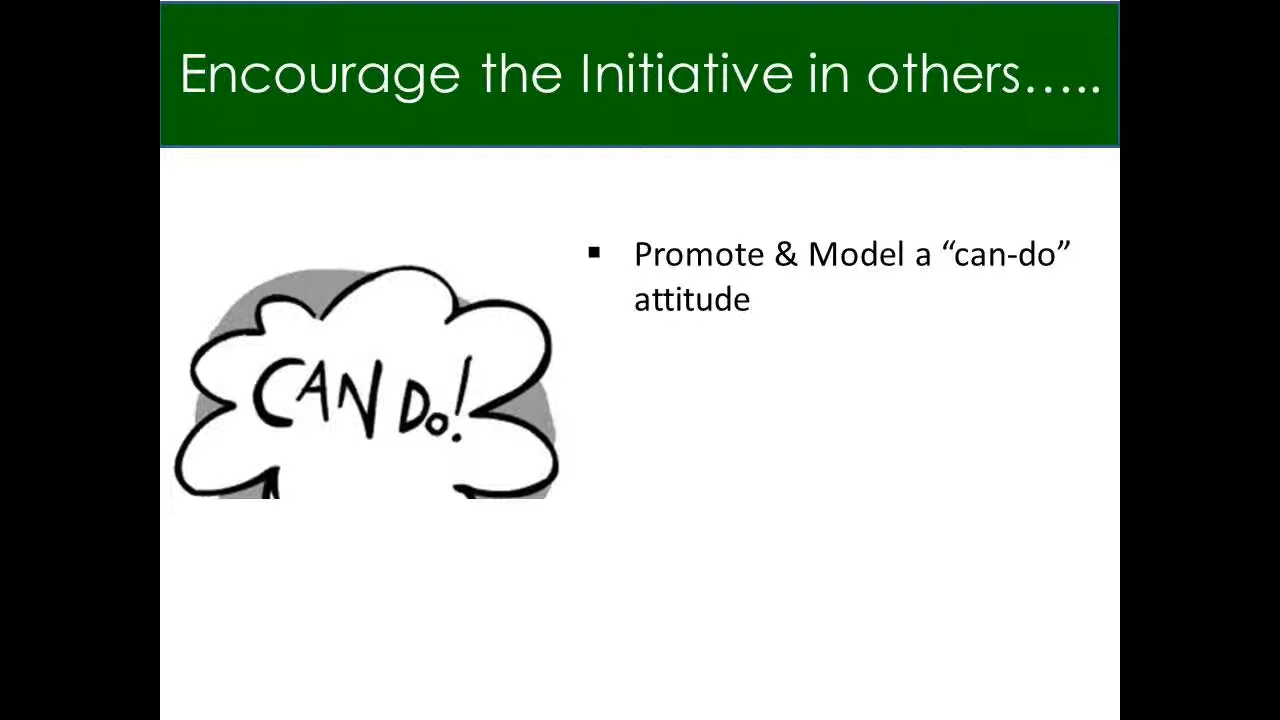 Encourage the Initiative in others…..
▪ Promote & Model a “can-do”
attitude
CAN Do!